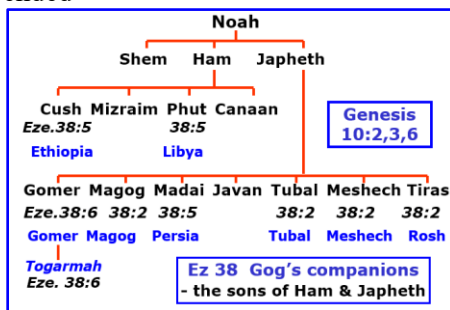 Noah
Shem Ham Japheth
Cush Mizraim Phut Canaan
Eze.38:5 38:5
Ethiopia Libya
Genesis
10:2,3,6
Gomer Magog Madai Javan Tubal Meshech Tiras
Eze.38:6 38:2 38:5 38:2 38:2 38:2
Gomer Magog Persia Tubal Meshech Rosh
Togarmah
Eze. 38:6
Ez 38 Gog's companions
- the sons of Ham & Japheth